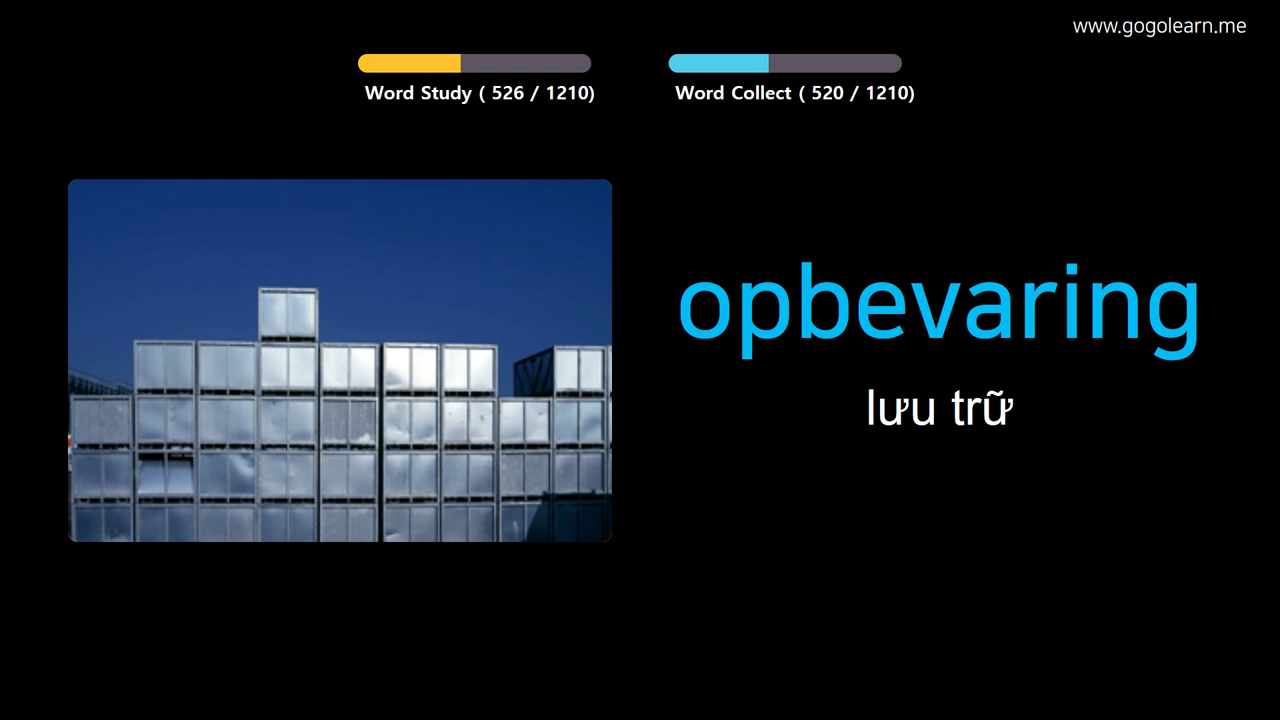 www.gogolearn.me
Word Study ( 526 / 1210)
Word Collect ( 520 / 1210)
opbevaring
lưu trữ